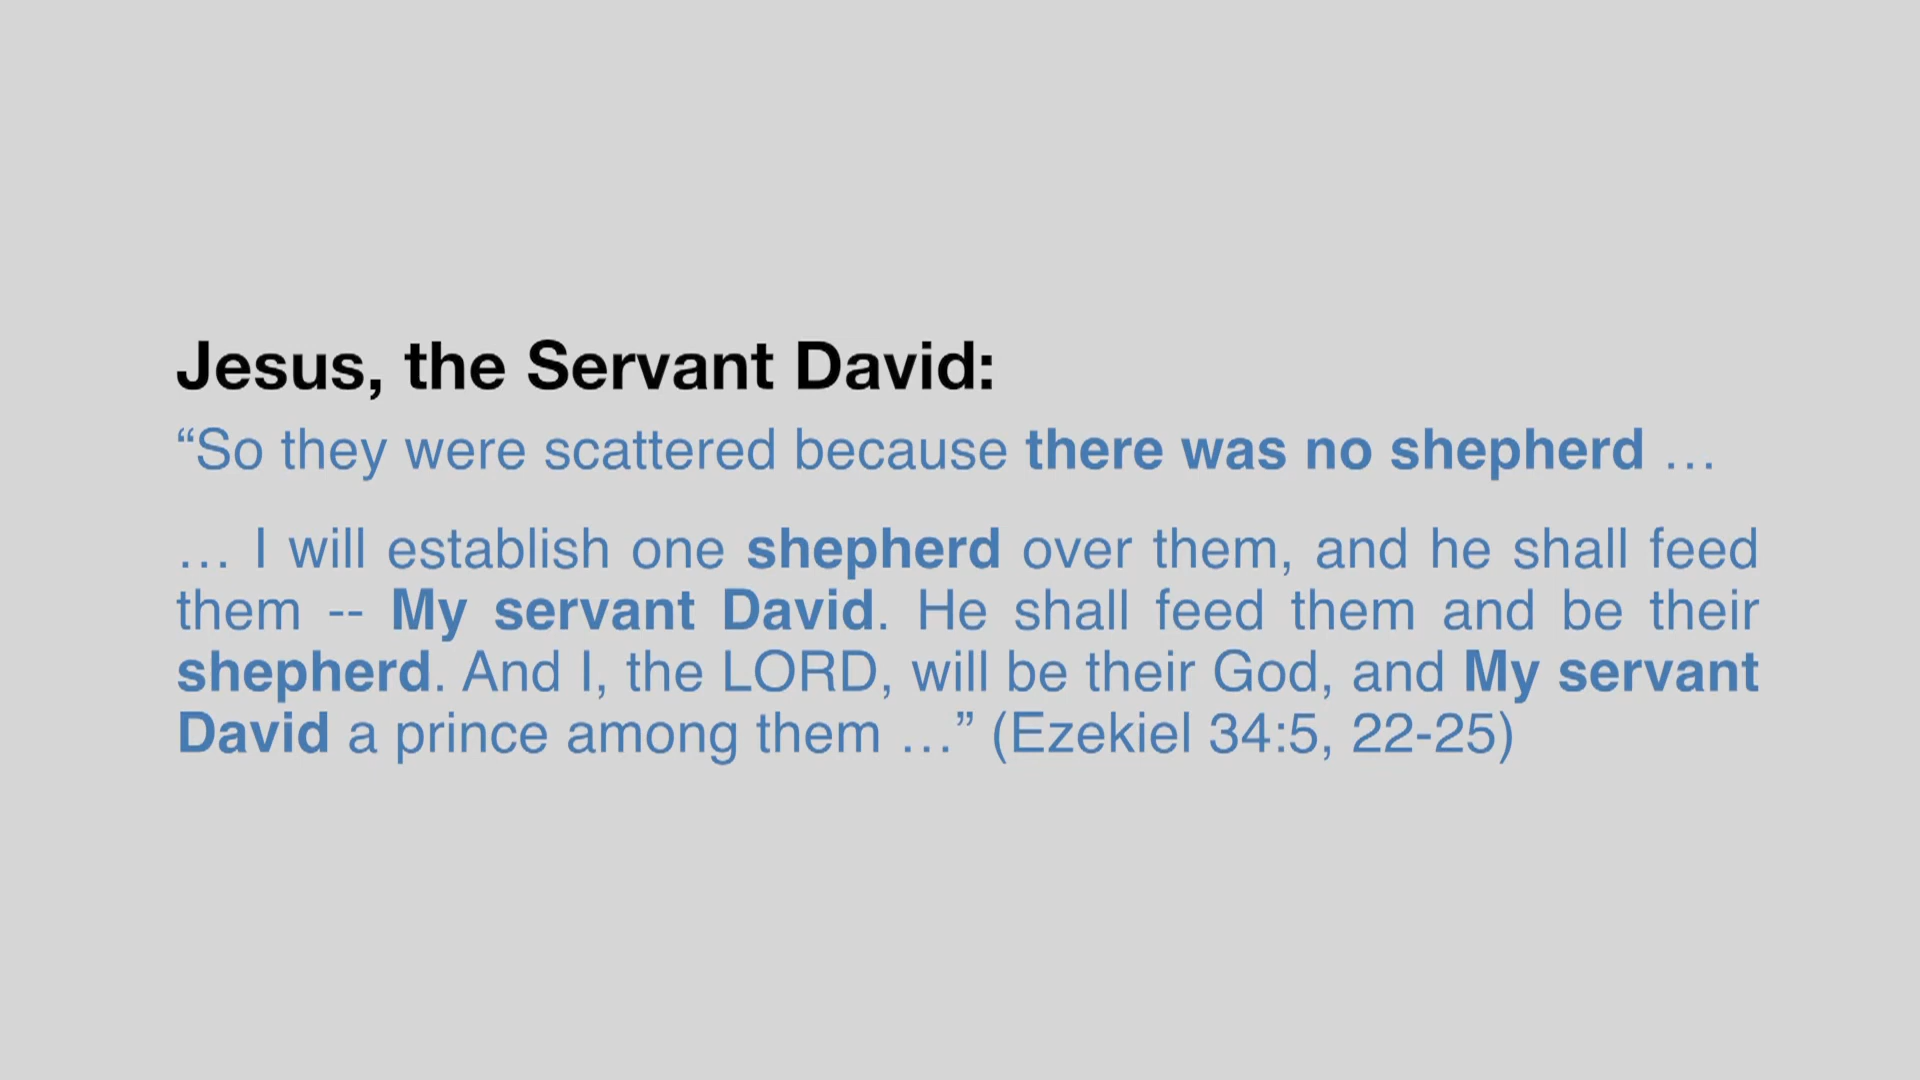 Jesus, the Servant David:
“So they were scattered because there was no shepherd …
… I will establish one shepherd over them, and he shall feed
them -- My servant David. He shall feed them and be their
shepherd. And I, the LORD, will be their God, and My servant
David a prince among them …” (Ezekiel 34:5, 22-25)